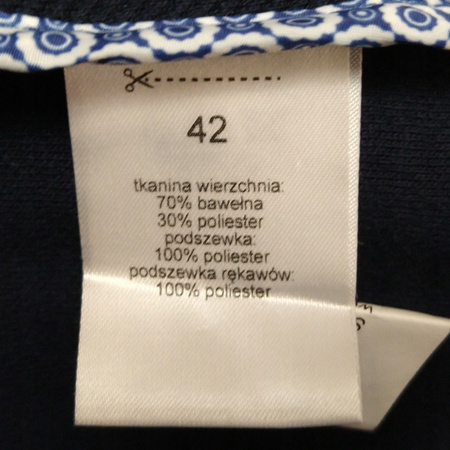 42
tkanina wierzchnia:
70% bawełna
30% poliester
podszewka:
100% poliester
podszewka rękawów:
100% poliester